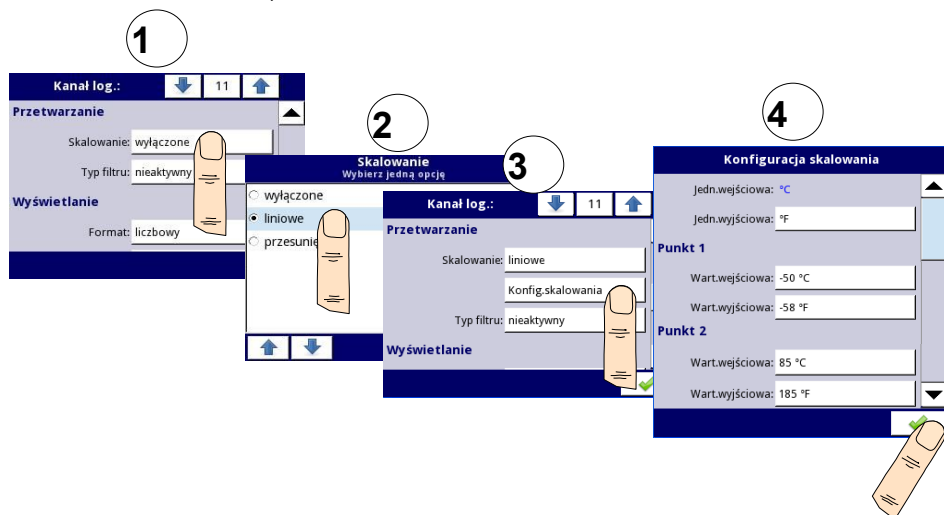 1
Kanał log.:
11
Przetwarzanie
Skalowanie: wyłączone
Typ filtru: nieaktywny
Wyświetlanie
Format: liczbowy
2
Skalowanie
Wybierz jedną opcję
wyłączone
liniowe
3
Kanał log.:
11
Przetwarzanie
Skalowanie: liniowe
Konfig.skalowania
Typ filtru: nieaktywny
Wyświetlanie
4
Konfiguracja skalowania
Jedn.wejściowa: °C
Jedn.wyjściowa: °F
Punkt 1
Wart.wejściowa: -50 °C
Wart.wyjściowa: -58 °F
Punkt 2
Wart.wejściowa: 85 °C
Wart.wyjściowa: 185 °F